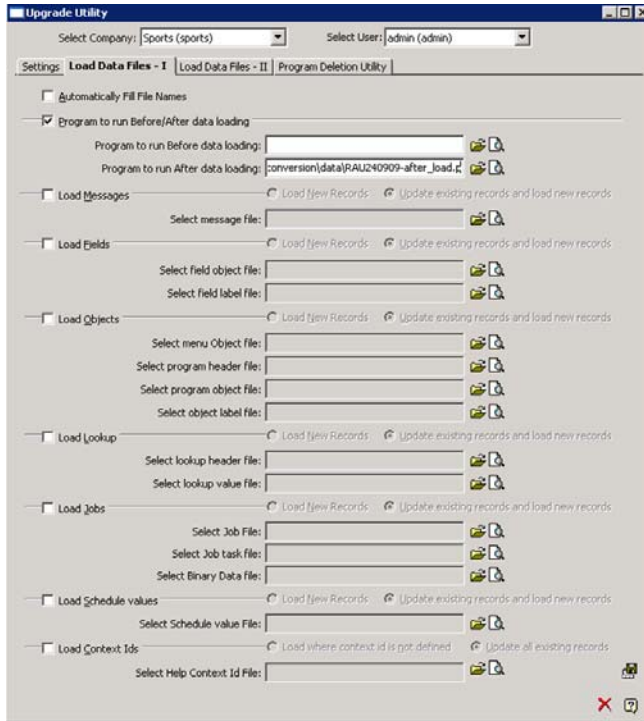 Upgrade Utility
Select Company: Sports (sports) Select User: admin (admin)
Settings Load Data Files - I Load Data Files - II Program Deletion Utility
Automatically Fill File Names
Program to run Before/After data loading
Program to run Before data loading:
Program to run After data loading: conversion\data\RAU240909-after_load.p
Load Messages Load New Records Update existing records and load new records
Select message file:
Load Fields Load New Records Update existing records and load new records
Select field object file:
Select field label file:
Load Objects Load New Records Update existing records and load new records
Select menu Object file:
Select program header file:
Select program object file:
Select object label file:
Load Lookup Load New Records Update existing records and load new records
Select lookup header file:
Select lookup value file:
Load Jobs Load New Records Update existing records and load new records
Select Job File:
Select Job task file:
Select Binary Data file:
Load Schedule values Load New Records Update existing records and load new records
Select Schedule value File:
Load Context Ids Load where context id is not defined Update all existing records
Select Help Context Id File: